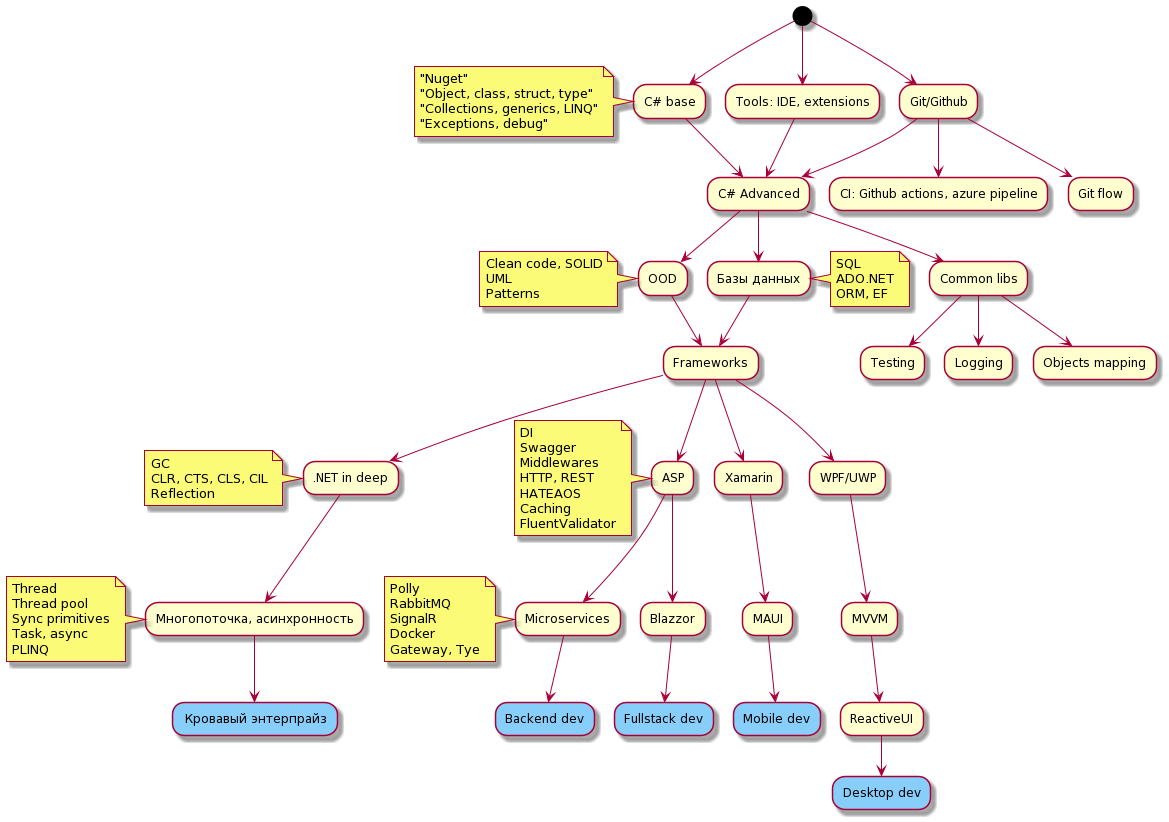 "Nuget"
"Object, class, struct, type"
"Collections, generics, LINQ"
"Exceptions, debug"
C# base
Tools: IDE, extensions
Git/Github
C# Advanced
CI: Github actions, azure pipeline
Git flow
Clean code, SOLID
UML
Patterns
OOD
Базы данных
SQL
ADO.NET
ORM, EF
Common libs
Frameworks
Testing
Logging
Objects mapping
GC
CLR, CTS, CLS, CIL
Reflection
.NET in deep
DI
Swagger
Middlewares
HTTP, REST
HATEAOS
Caching
FluentValidator
ASP
Xamarin
WPF/UWP
Thread
Thread pool
Sync primitives
Task, async
PLINQ
Многопоточка, асинхронность
Polly
RabbitMQ
SignalR
Docker
Gateway, Tye
Microservices
Blazzor
MAUI
MVVM
Кровавый энтерпрайз
Backend dev
Fullstack dev
Mobile dev
ReactiveUI
Desktop dev